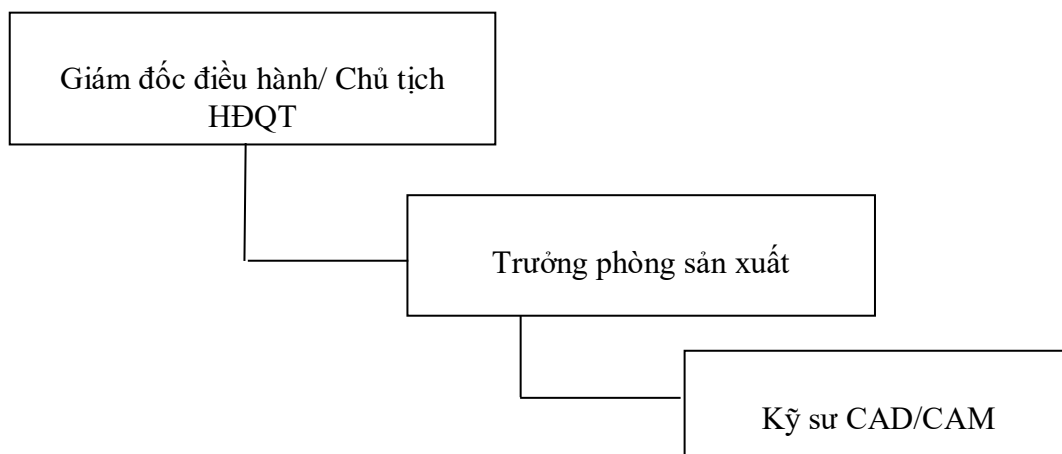 Giám đốc điều hành/ Chủ tịch
HĐQT
Trưởng phòng sản xuất
Kỹ sư CAD/CAM